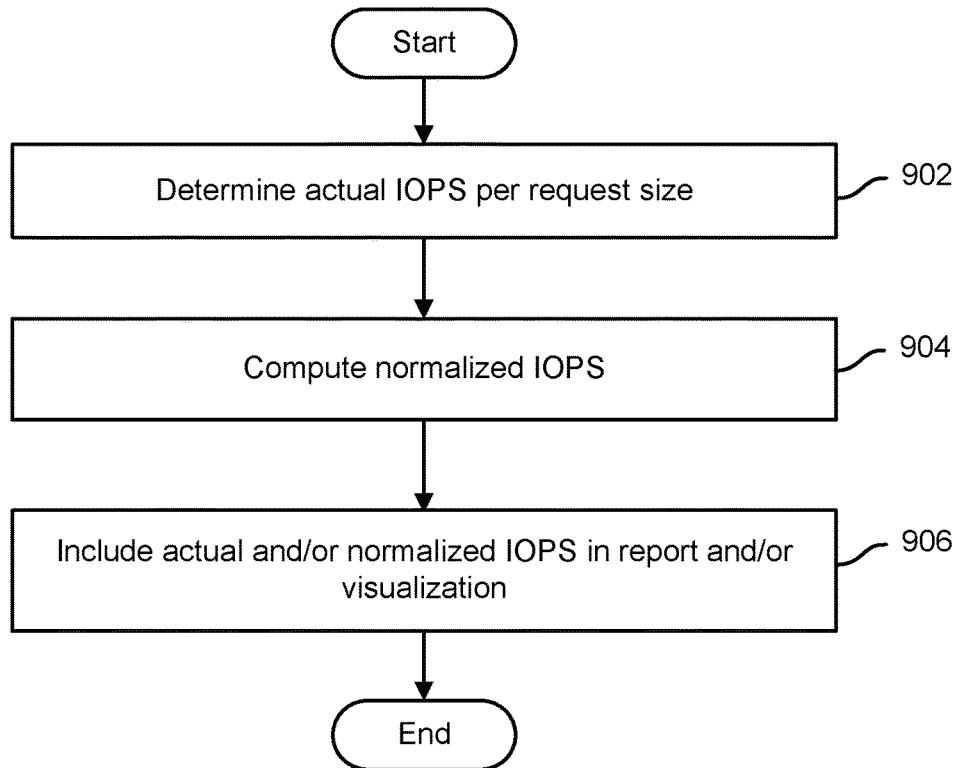 Start
Determine actual IOPS per request size
902
Compute normalized IOPS
904
Include actual and/or normalized IOPS in report and/or
visualization
906
End